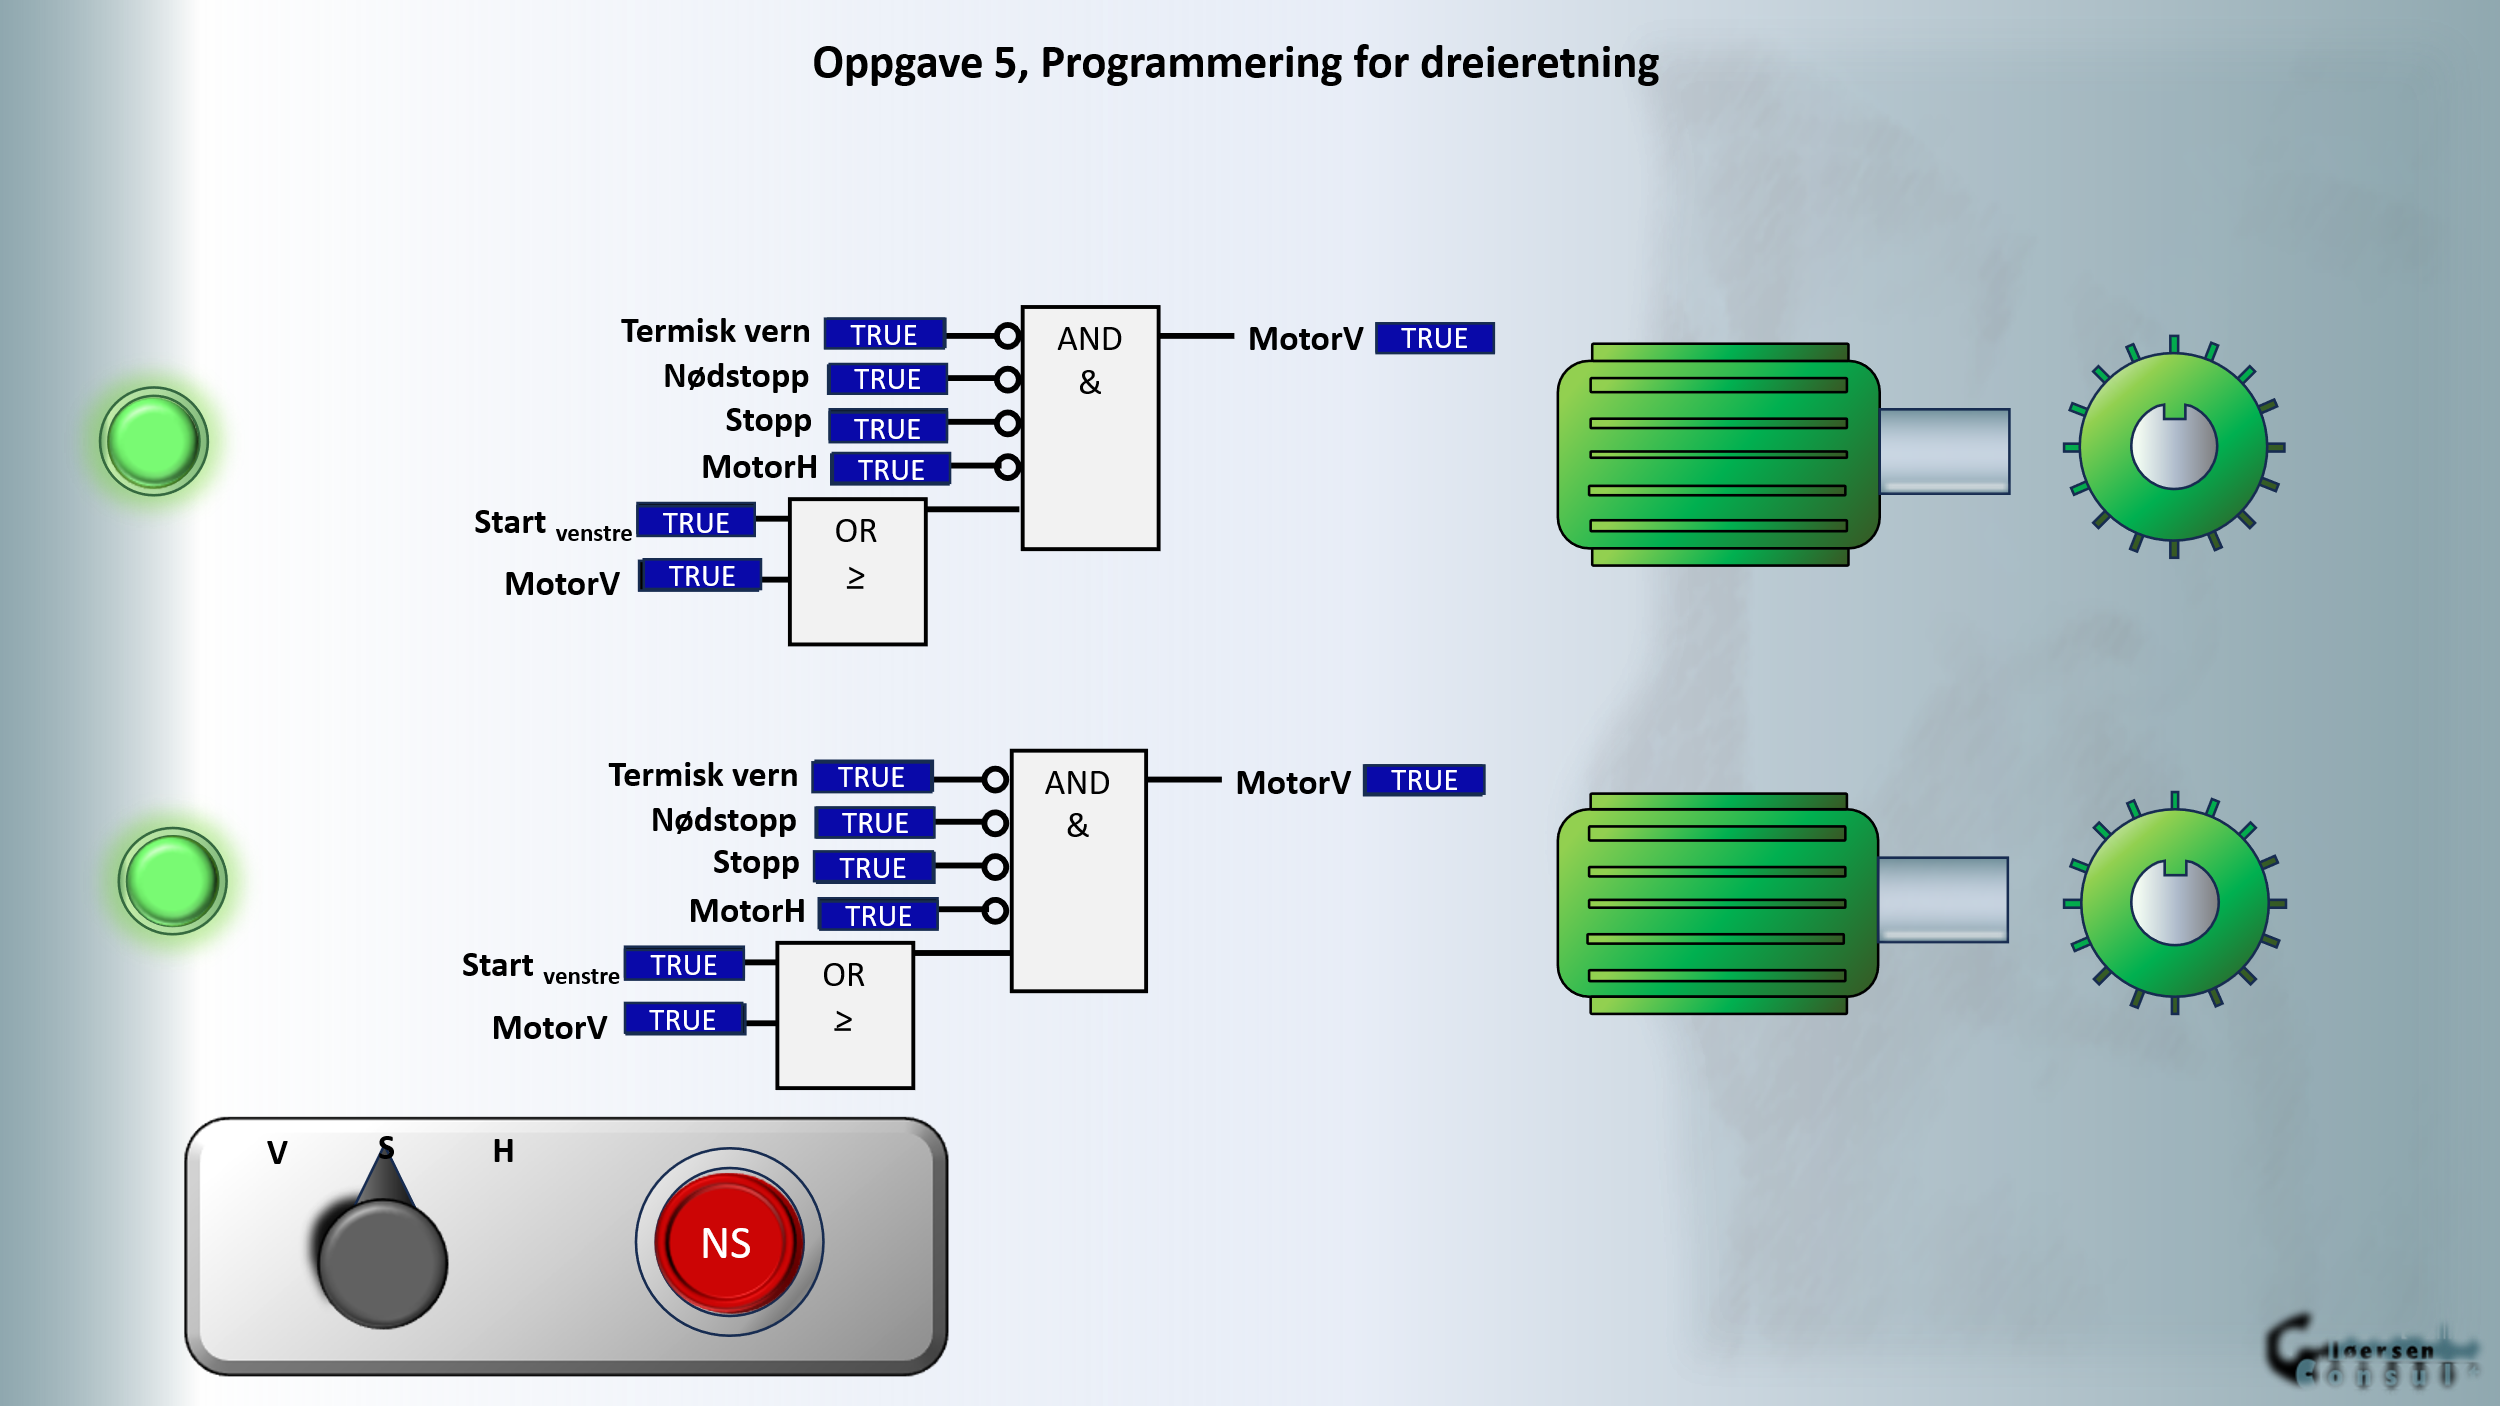 Oppgave 5, Programmering for dreieretning
Termisk vern TRUE
Nødstopp TRUE
Stopp TRUE
MotorH TRUE
Start venstre TRUE
MotorV TRUE
OR
≥
AND
&
MotorV TRUE
Termisk vern TRUE
Nødstopp TRUE
Stopp TRUE
MotorH TRUE
Start venstre TRUE
MotorV TRUE
OR
≥
AND
&
MotorV TRUE
V S H
NS